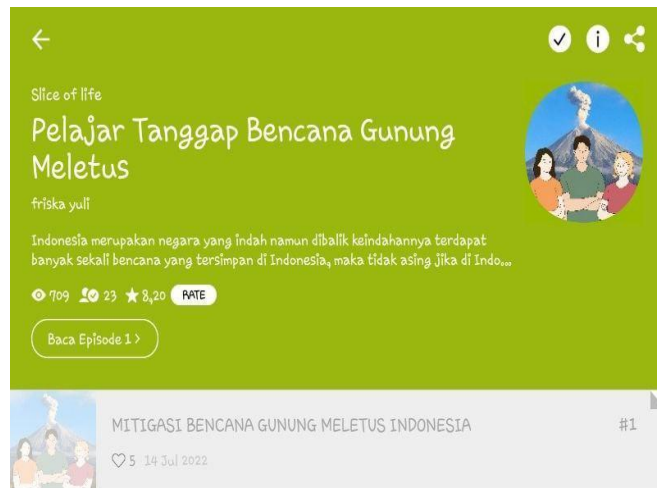 Slice of life
Pelajar Tanggap Bencana Gunung
Meletus
friska yuli
Indonesia merupakan negara yang indah namun dibalik keindahannya terdapat
banyak sekali bencana yang tersimpan di Indonesia, maka tidak asing jika di Indo...
709 23 8,20 RATE
Baca Episode 1 >
MITIGASI BENCANA GUNUNG MELETUS INDONESIA #1
5 14 Jul 2022